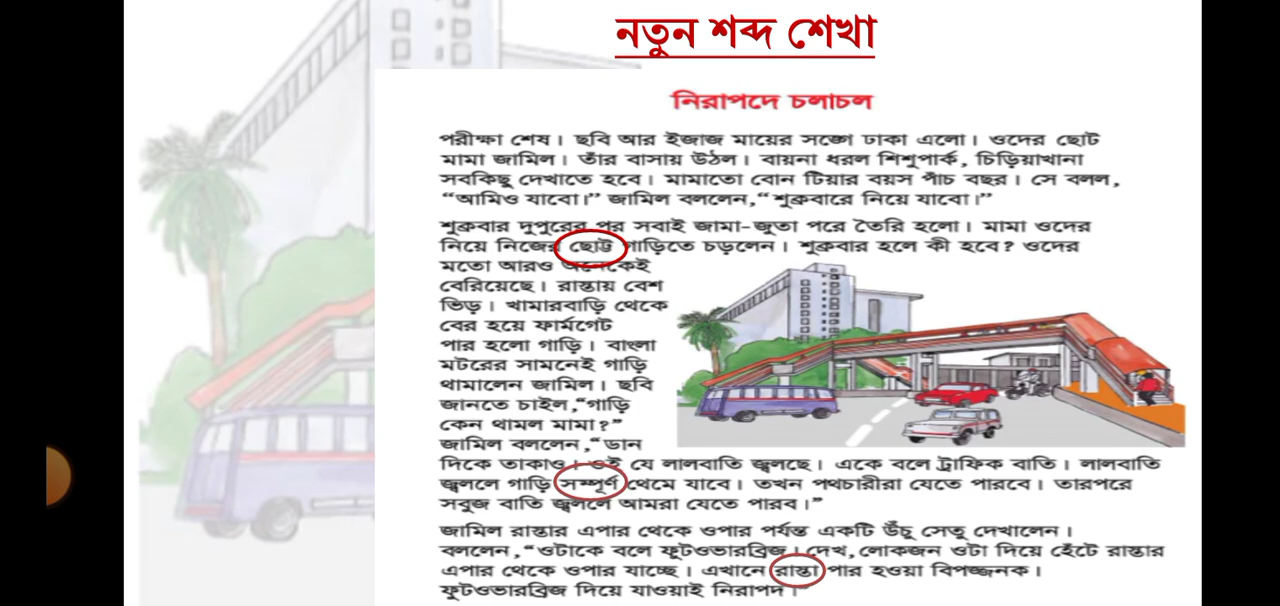 নতুন শব্দ শেখা
নিরাপদে চলাচল
পরীক্ষা শেষ। ছবি আর ইজাজ মায়ের সঙ্গে ঢাকা এলো। ওদের ছোট
মামা জামিল। তাঁর বাসায় উঠল। বায়না ধরল শিশুপার্ক, চিড়িয়াখানা
সবকিছু দেখাতে হবে। মামাতো বোন টিয়ার বয়স পাঁচ বছর। সে বলল,
“আমিও যাবো।” জামিল বললেন,“শুক্রবারে নিয়ে যাবো।”
শুক্রবার দুপুরের পর সবাই জামা-জুতা পরে তৈরি হলো। মামা ওদের
নিয়ে নিজের ছোট্ট গাড়িতে চড়লেন। শুক্রবার হলে কী হবে? ওদের
মতো আরও অনেকেই
বেরিয়েছে। রাস্তায় বেশ
ভিড়। খামারবাড়ি থেকে
বের হয়ে ফার্মগেট
পার হলো গাড়ি। বাংলা
মটরের সামনেই গাড়ি
থামালেন জামিল। ছবি
জানতে চাইল,“গাড়ি
কেন থামল মামা?”
জামিল বললেন,“ডান
দিকে তাকাও। ওই যে লালবাতি জ্বলছে। একে বলে ট্রাফিক বাতি। লালবাতি
জ্বললে গাড়ি সম্পূর্ণ থেমে যাবে। তখন পথচারীরা যেতে পারবে। তারপরে
সবুজ বাতি জ্বললে আমরা যেতে পারব।”
জামিল রাস্তার এপার থেকে ওপার পর্যন্ত একটি উঁচু সেতু দেখালেন।
বললেন,“ওটাকে বলে ফুটওভারব্রিজ। দেখ,লোকজন ওটা দিয়ে হেঁটে রাস্তার
এপার থেকে ওপার যাচ্ছে। এখানে রাস্তা পার হওয়া বিপজ্জনক।
ফুটওভারব্রিজ দিয়ে যাওয়াই নিরাপদ।”